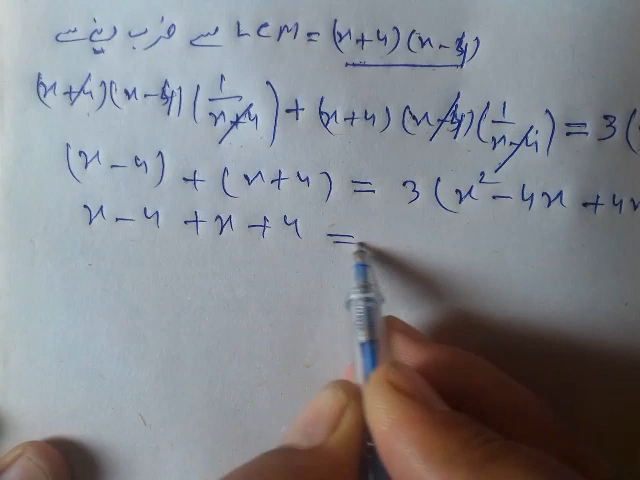 LCM = (x+4)(x-4) سے ضرب دینے سے
(x+4)(x-4)(1/x+4) + (x+4)(x-4)(1/x-4) = 3(
(x-4) + (x+4) = 3(x²-4x+4x
x-4+x+4 =